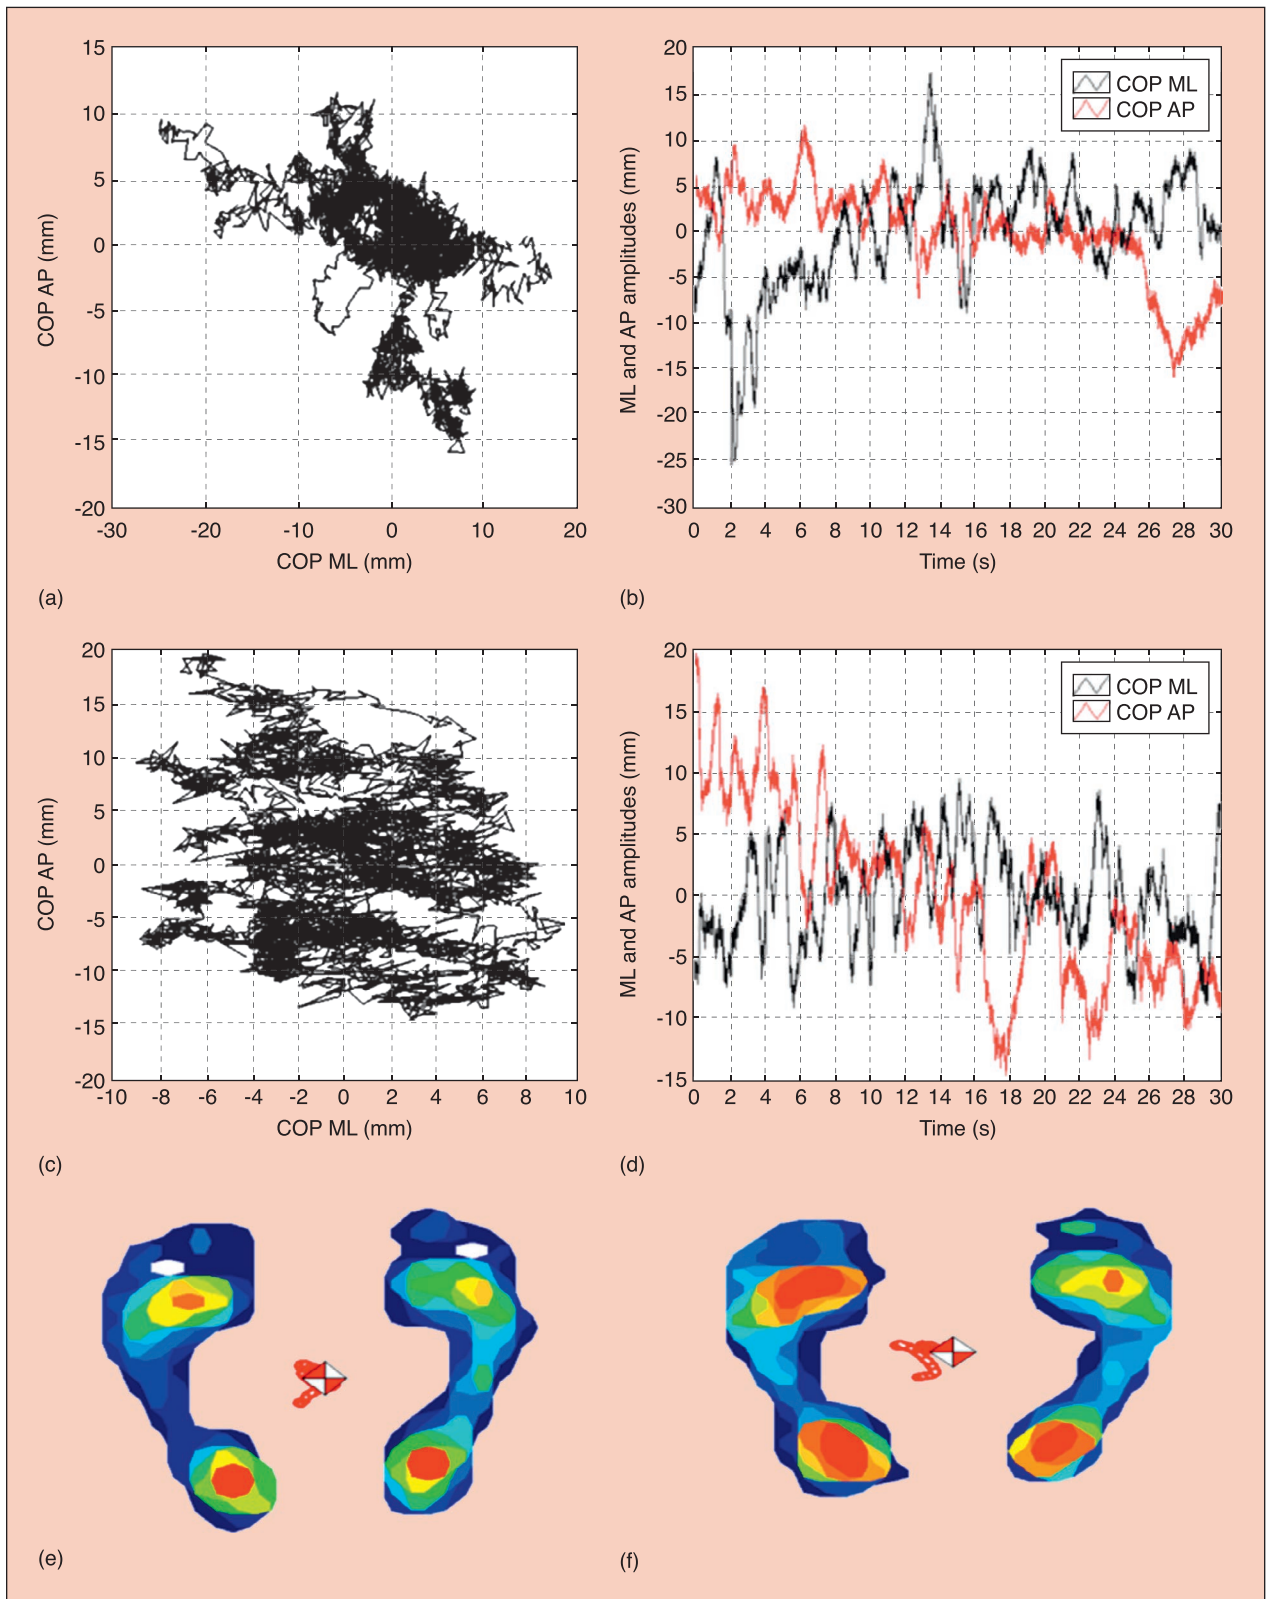 15
10
5
0
-5
-10
-15
-20
COP AP (mm)
-30 -20 -10 0 10 20
COP ML (mm)
(a)
20
15
10
5
0
-5
-10
-15
-20
-25
-30
ML and AP amplitudes (mm)
COP ML
COP AP
0 2 4 6 8 10 12 14 16 18 20 22 24 26 28 30
Time (s)
(b)
20
15
10
5
0
-5
-10
-15
-20
COP AP (mm)
-10 -8 -6 -4 -2 0 2 4 6 8 10
COP ML (mm)
(c)
20
15
10
5
0
-5
-10
-15
ML and AP amplitudes (mm)
COP ML
COP AP
0 2 4 6 8 10 12 14 16 18 20 22 24 26 28 30
Time (s)
(d)
(e)
(f)